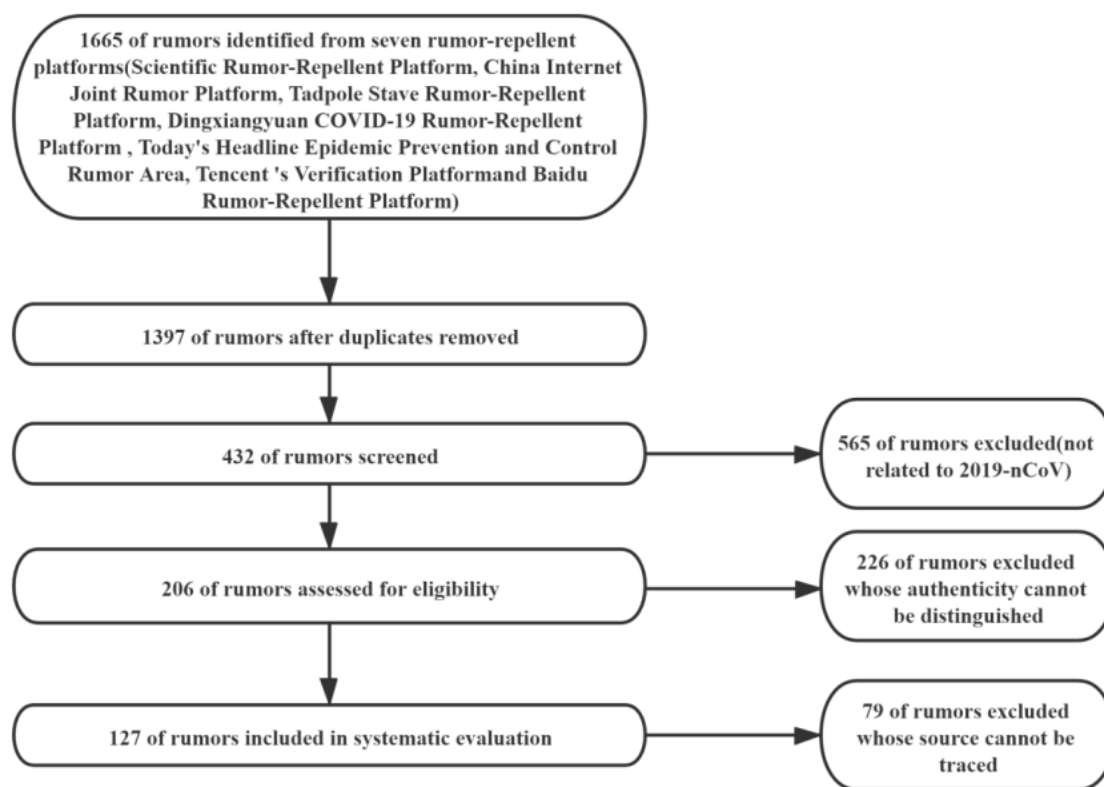 1665 of rumors identified from seven rumor-repellent
platforms(Scientific Rumor-Repellent Platform, China Internet
Joint Rumor Platform, Tadpole Stave Rumor-Repellent
Platform, Dingxiangyuan COVID-19 Rumor-Repellent
Platform , Today's Headline Epidemic Prevention and Control
Rumor Area, Tencent 's Verification Platformand Baidu
Rumor-Repellent Platform)
1397 of rumors after duplicates removed
432 of rumors screened
565 of rumors excluded(not
related to 2019-nCoV)
206 of rumors assessed for eligibility
226 of rumors excluded
whose authenticity cannot
be distinguished
127 of rumors included in systematic evaluation
79 of rumors excluded
whose source cannot be
traced